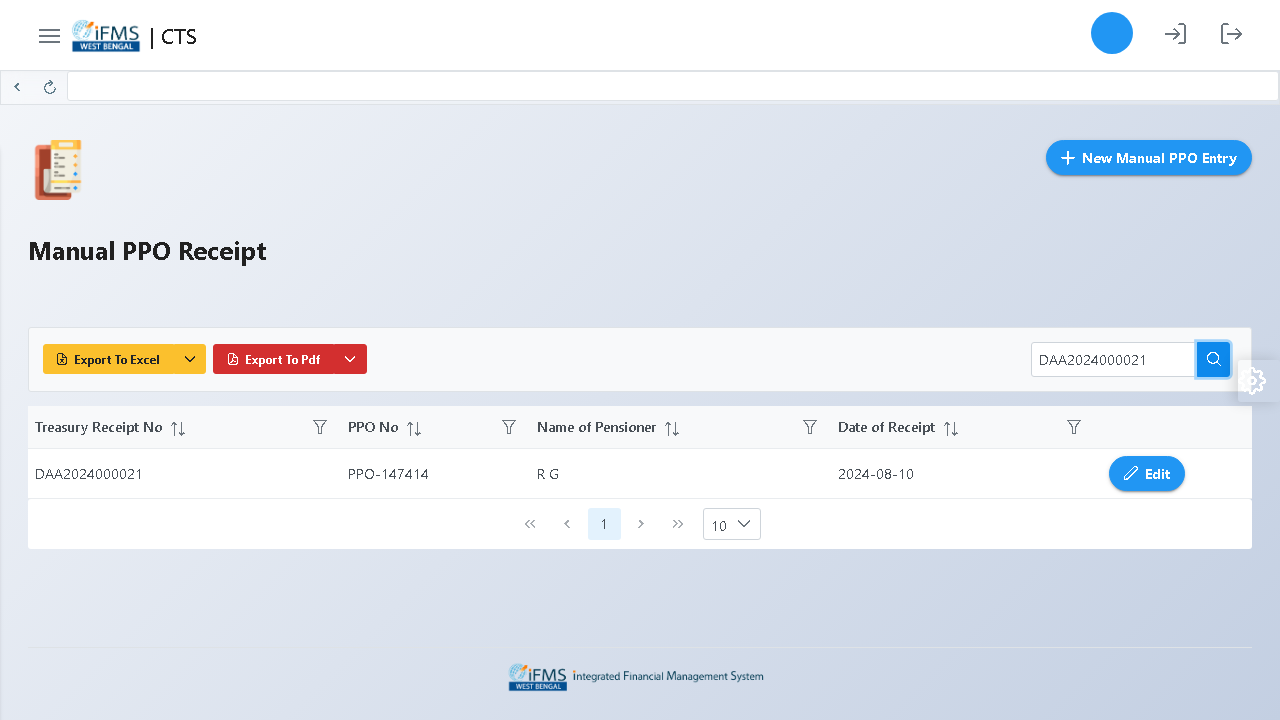 iFMS
WEST BENGAL
| CTS
New Manual PPO Entry
Manual PPO Receipt
Export To Excel
Export To Pdf
DAA2024000021
Treasury Receipt No
PPO No
Name of Pensioner
Date of Receipt
DAA2024000021
PPO-147414
R G
2024-08-10
Edit
1
10
iFMS
WEST BENGAL
Integrated Financial Management System